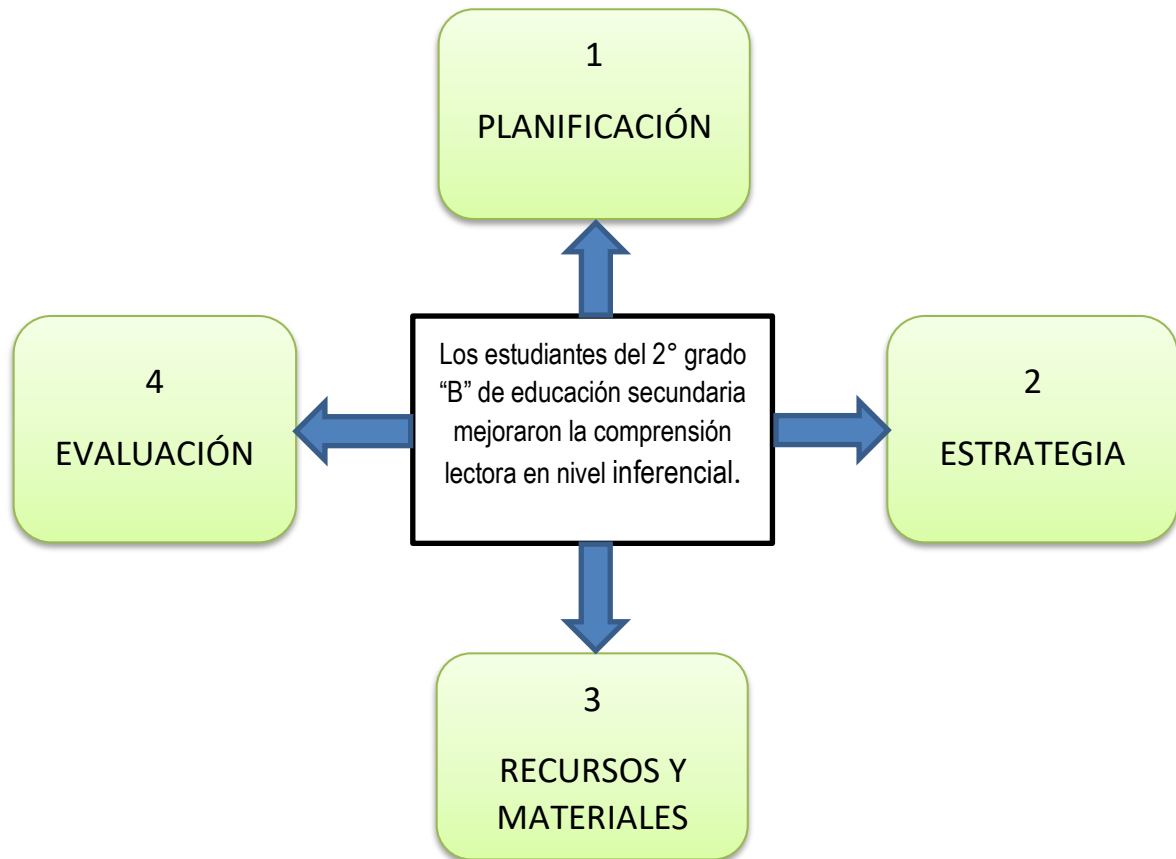 1
PLANIFICACIÓN
Los estudiantes del 2° grado
“B” de educación secundaria
mejoraron la comprensión
lectora en nivel inferencial.
4
EVALUACIÓN
2
ESTRATEGIA
3
RECURSOS Y
MATERIALES